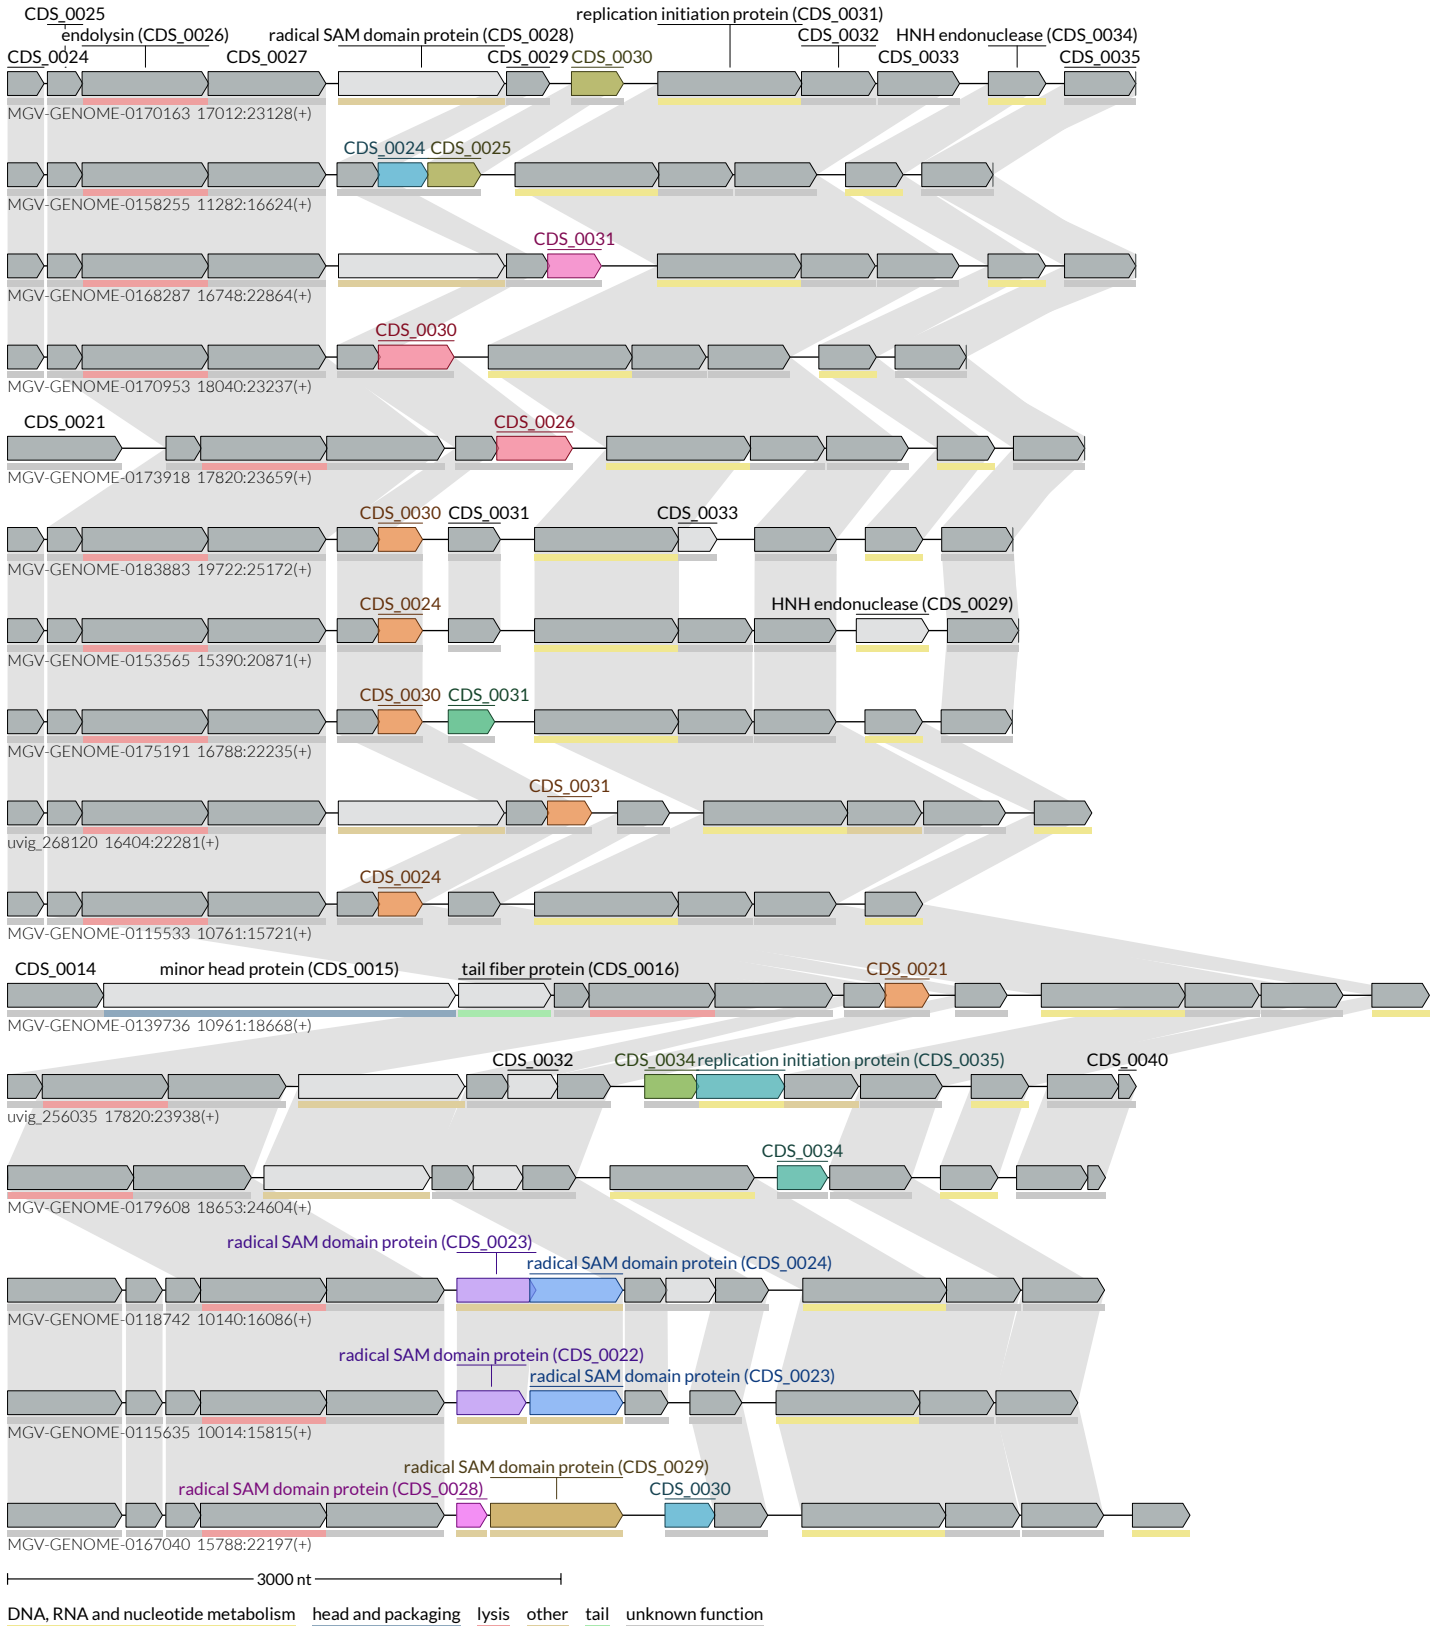 CDS_0025
replication initiation protein (CDS_0031)
endolysin (CDS_0026)
radical SAM domain protein (CDS_0028)
CDS_0032
HNH endonuclease (CDS_0034)
CDS_0024
CDS_0027
CDS_0029
CDS_0030
CDS_0033
CDS_0035
MGV-GENOME-0170163 17012:23128(+)
CDS_0024
CDS_0025
MGV-GENOME-0158255 11282:16624(+)
CDS_0031
MGV-GENOME-0168287 16748:22864(+)
CDS_0030
MGV-GENOME-0170953 18040:23237(+)
CDS_0021
CDS_0026
MGV-GENOME-0173918 17820:23659(+)
CDS_0030
CDS_0031
CDS_0033
MGV-GENOME-0183883 19722:25172(+)
CDS_0024
HNH endonuclease (CDS_0029)
MGV-GENOME-0153565 15390:20871(+)
CDS_0030
CDS_0031
MGV-GENOME-0175191 16788:22235(+)
CDS_0031
uvig_268120 16404:22281(+)
CDS_0024
MGV-GENOME-0115533 10761:15721(+)
CDS_0014
minor head protein (CDS_0015)
tail fiber protein (CDS_0016)
CDS_0021
MGV-GENOME-0139736 10961:18668(+)
CDS_0032
CDS_0034
replication initiation protein (CDS_0035)
CDS_0040
uvig_256035 17820:23938(+)
CDS_0034
MGV-GENOME-0179608 18653:24604(+)
radical SAM domain protein (CDS_0023)
radical SAM domain protein (CDS_0024)
MGV-GENOME-0118742 10140:16086(+)
radical SAM domain protein (CDS_0022)
radical SAM domain protein (CDS_0023)
MGV-GENOME-0115635 10014:15815(+)
radical SAM domain protein (CDS_0029)
radical SAM domain protein (CDS_0028)
CDS_0030
MGV-GENOME-0167040 15788:22197(+)
3000 nt
DNA, RNA and nucleotide metabolism head and packaging lysis other tail unknown function